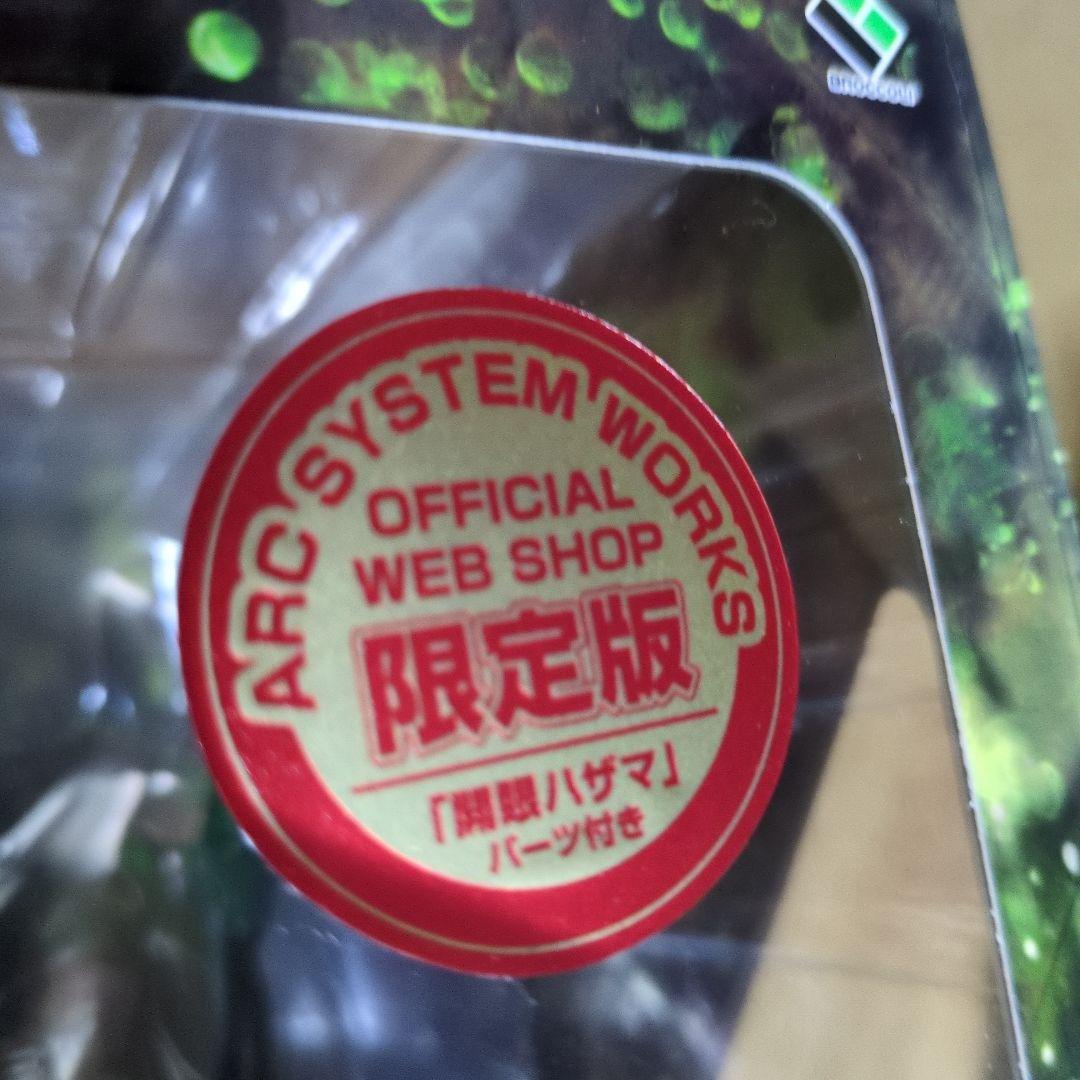 BROCCOLI
ARC SYSTEM WORKS
OFFICIAL
WEB SHOP
限定版
「開眼ハザマ」
パーツ付き